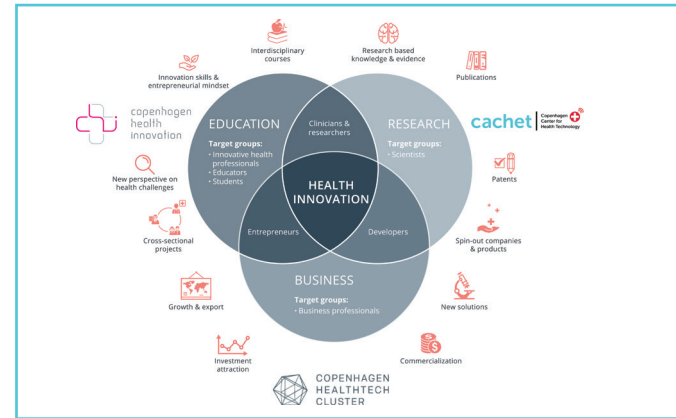 Interdisciplinary
courses
Research based
knowledge & evidence
Innovation skills &
entrepreneurial mindset
Publications
copenhagen
health
innovation
EDUCATION
Target groups:
• Innovative health
professionals
• Educators
• Students
Clinicians &
researchers
RESEARCH
Target groups:
• Scientists
cachet
Copenhagen
Center for
Health Technology
HEALTH
INNOVATION
New perspective on
health challenges
Patents
Entrepreneurs
Developers
Cross-sectional
projects
Spin-out companies
& products
BUSINESS
Target groups:
• Business professionals
Growth & export
New solutions
Investment
attraction
Commercialization
COPENHAGEN
HEALTHTECH
CLUSTER